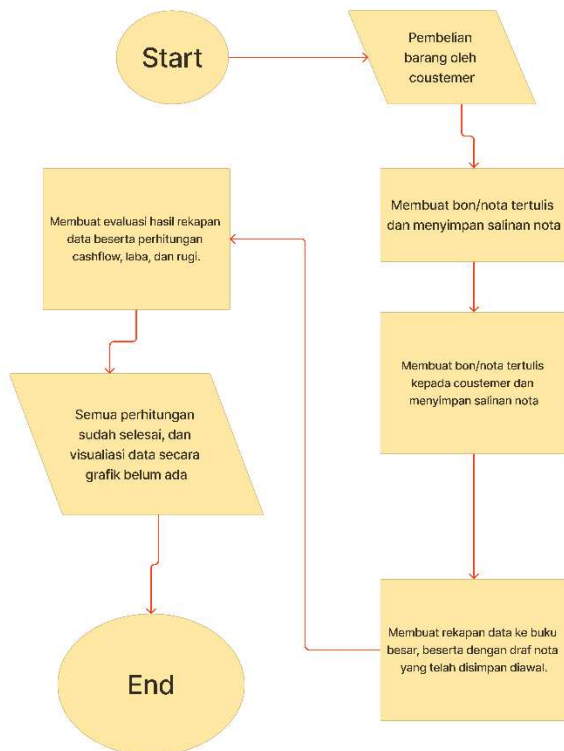 Start
Pembelian
barang oleh
coustemer
Membuat bon/nota tertulis
dan menyimpan salinan nota
Membuat bon/nota tertulis
kepada coustemer dan
menyimpan salinan nota
Membuat rekapan data ke buku
besar, beserta dengan draf nota
yang telah disimpan diawal.
Membuat evaluasi hasil rekapan
data beserta perhitungan
cashflow, laba, dan rugi.
Semua perhitungan
sudah selesai, dan
visualiasi data secara
grafik belum ada
End